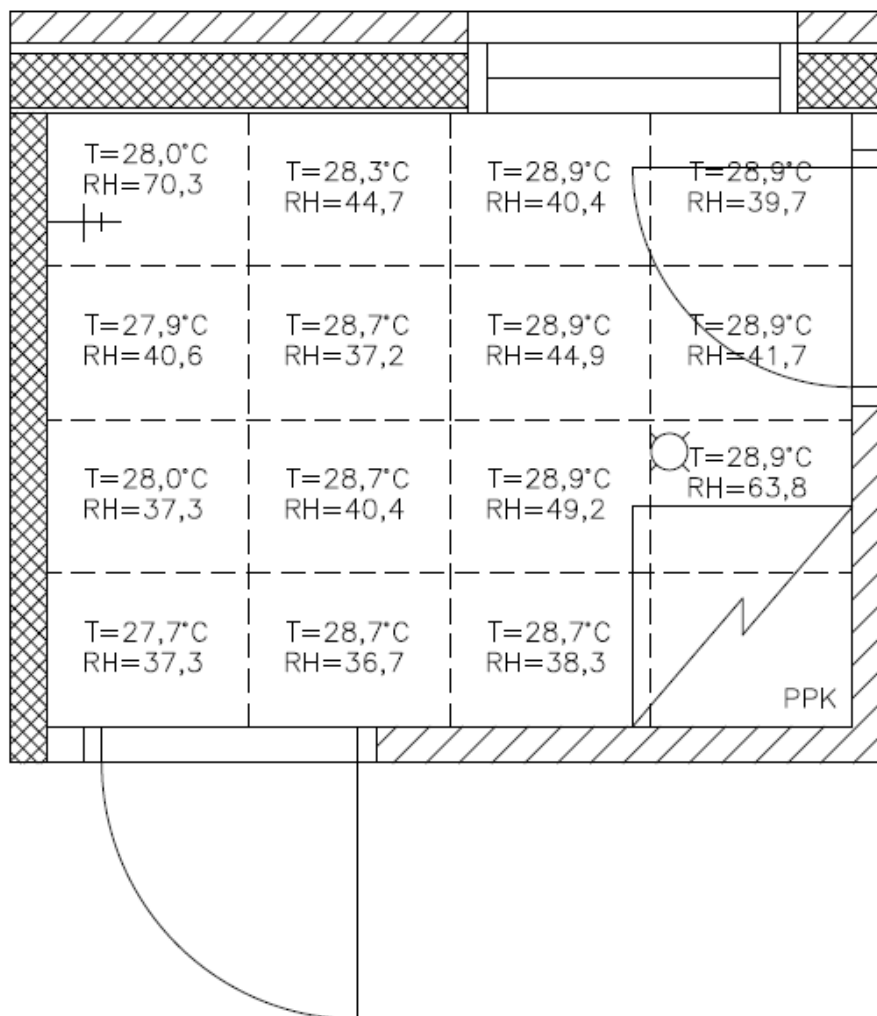 T=28,0°C
RH=70,3
T=28,3°C
RH=44,7
T=28,9°C
RH=40,4
T=28,9°C
RH=39,7
T=27,9°C
RH=40,6
T=28,7°C
RH=37,2
T=28,9°C
RH=44,9
T=28,9°C
RH=41,7
T=28,0°C
RH=37,3
T=28,7°C
RH=40,4
T=28,9°C
RH=49,2
T=28,9°C
RH=63,8
T=27,7°C
RH=37,3
T=28,7°C
RH=36,7
T=28,7°C
RH=38,3
PPK